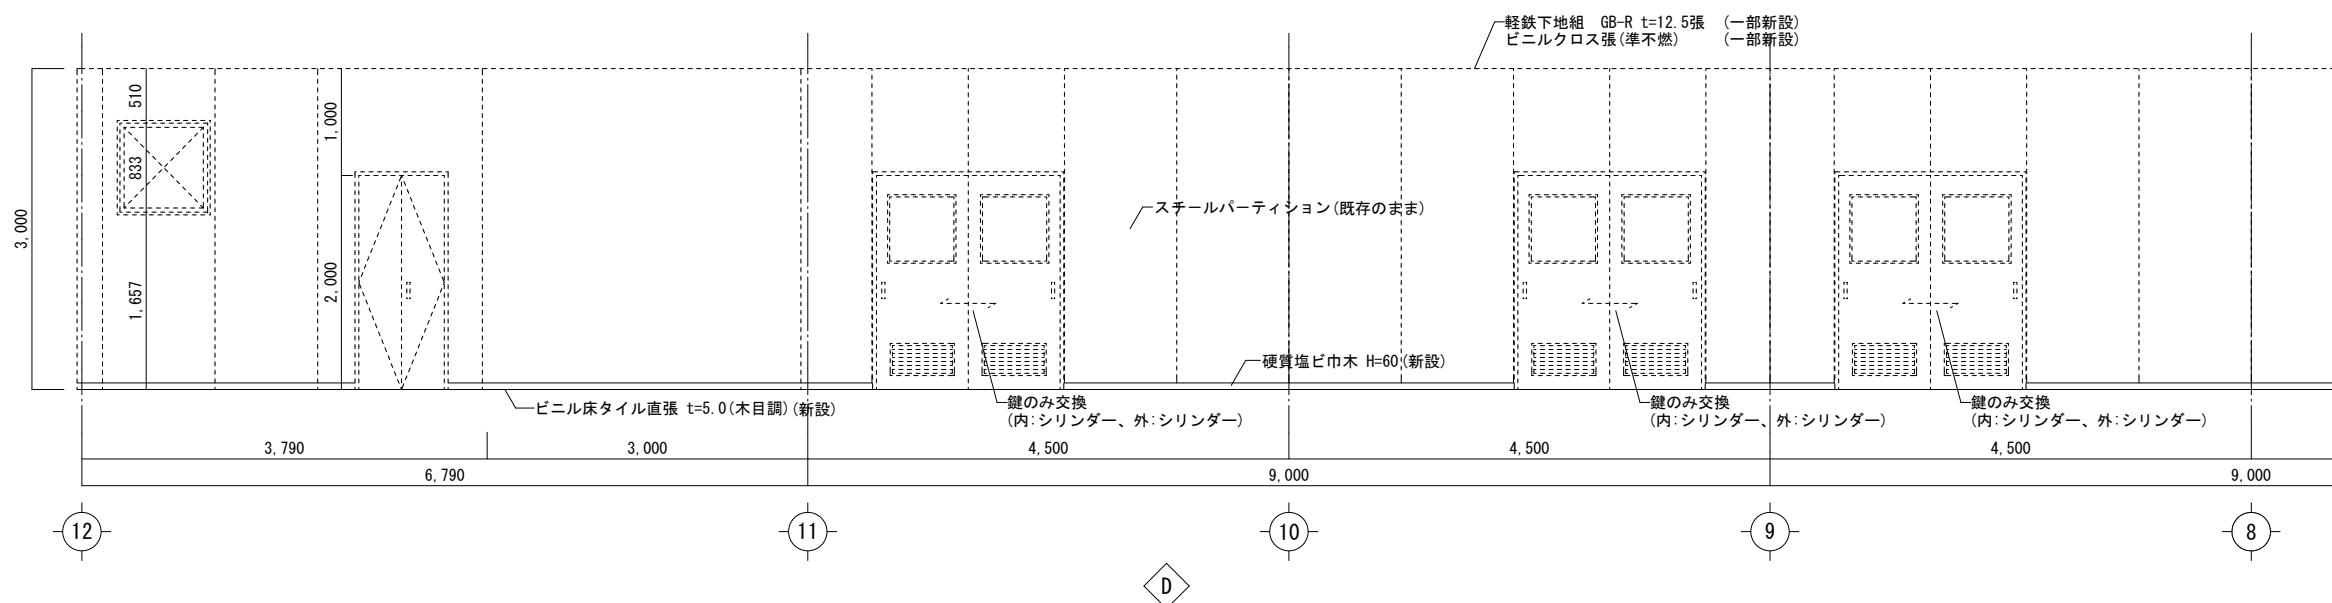 軽鉄下地組 GB-R t=12.5張 (一部新設)
ビニルクロス張(準不燃) (一部新設)
510
1,000
833
3,000
スチールパーティション(既存のまま)
2,000
1,657
硬質塩ビ巾木 H=60(新設)
ビニル床タイル直張 t=5.0(木目調)(新設)
鍵のみ交換
(内:シリンダー、外:シリンダー)
鍵のみ交換
(内:シリンダー、外:シリンダー)
鍵のみ交換
(内:シリンダー、外:シリンダー)
3,790
3,000
4,500
4,500
4,500
6,790
9,000
9,000
12
11
10
9
8
D